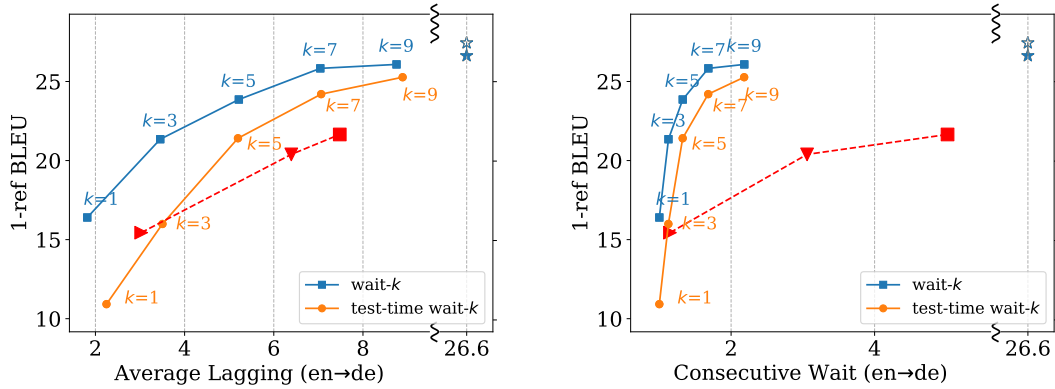 1-ref BLEU
25
20
15
10
k=1
k=3
k=5
k=7
k=9
k=1
k=3
k=5
k=7
k=9
wait-k
test-time wait-k
2 4 6 8 26.6
Average Lagging (en→de)
1-ref BLEU
25
20
15
10
k=1
k=3
k=5
k=7
k=9
k=1
k=3
k=5
k=7
k=9
wait-k
test-time wait-k
2 4 26.6
Consecutive Wait (en→de)